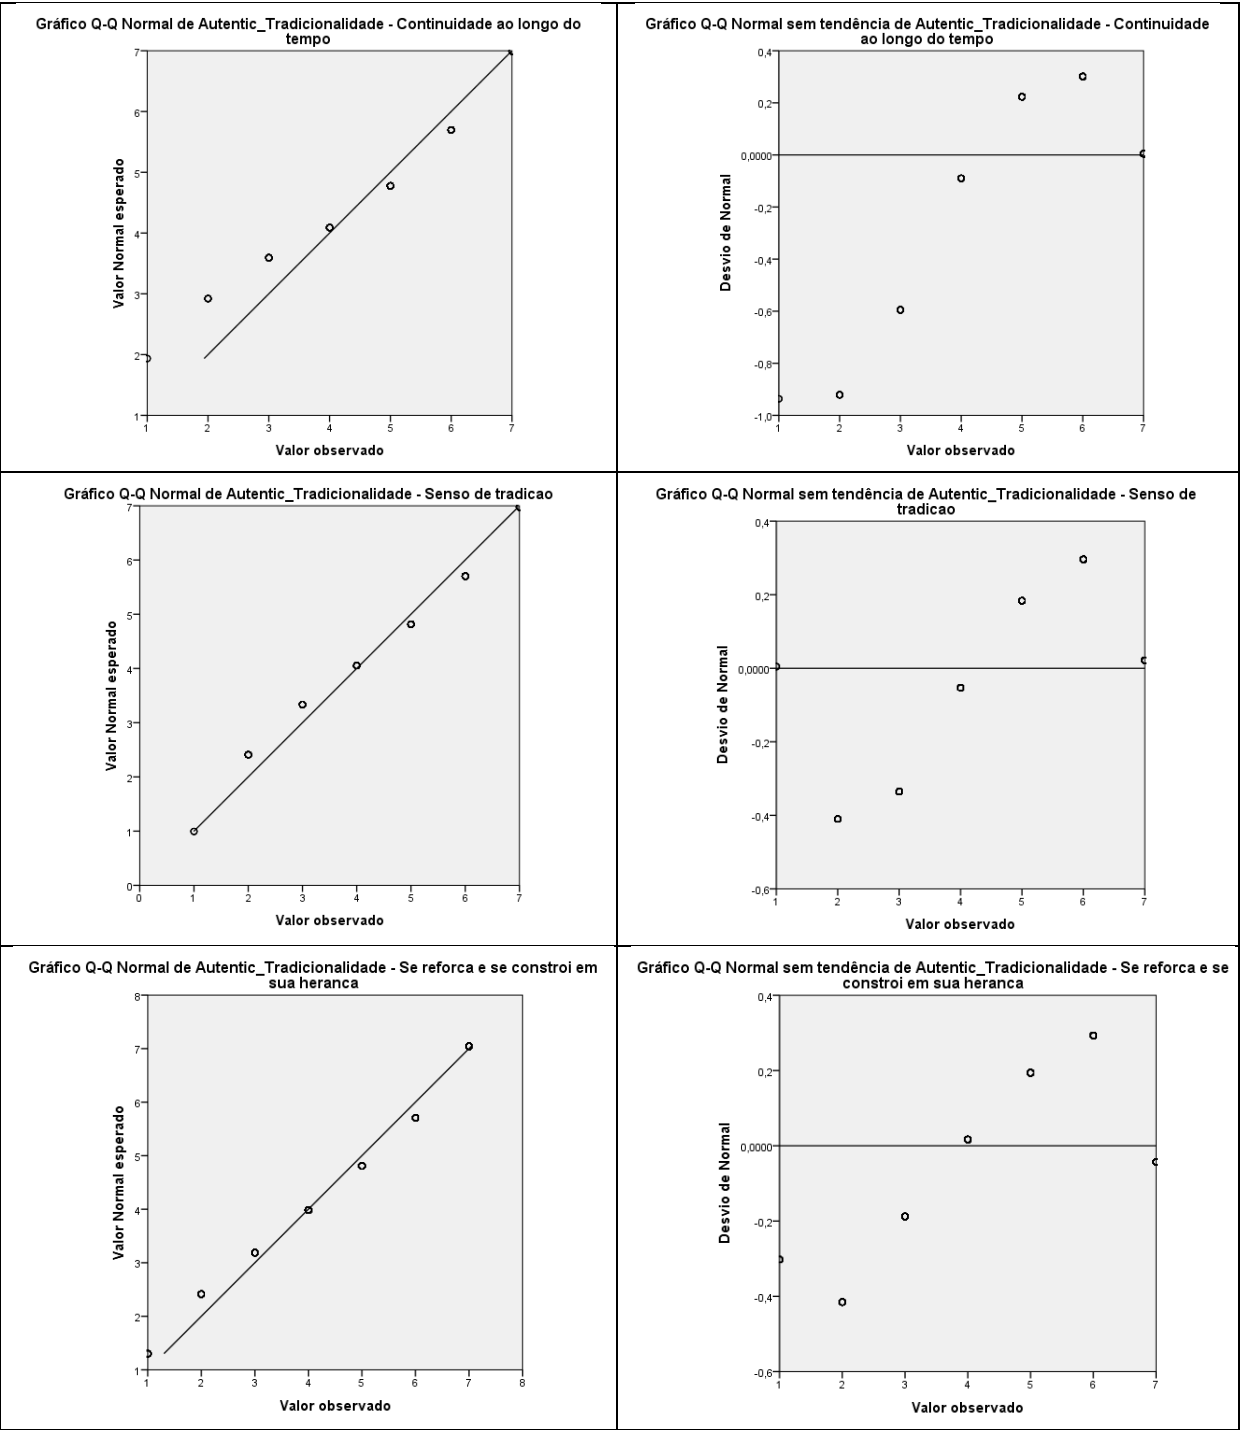 Gráfico Q-Q Normal de Autentic_Tradicionalidade - Continuidade ao longo do
tempo
7
6
5
4
3
2
1
Valor Normal esperado
1 2 3 4 5 6 7
Valor observado
Gráfico Q-Q Normal sem tendência de Autentic_Tradicionalidade - Continuidade
ao longo do tempo
0,4
0,2
0,0000
-0,2
-0,4
-0,6
-0,8
-1,0
Desvio de Normal
1 2 3 4 5 6 7
Valor observado
Gráfico Q-Q Normal de Autentic_Tradicionalidade - Senso de tradicao
7
6
5
4
3
2
1
0
Valor Normal esperado
0 1 2 3 4 5 6 7
Valor observado
Gráfico Q-Q Normal sem tendência de Autentic_Tradicionalidade - Senso de
tradicao
0,4
0,2
0,0000
-0,2
-0,4
-0,6
Desvio de Normal
1 2 3 4 5 6 7
Valor observado
Gráfico Q-Q Normal de Autentic_Tradicionalidade - Se reforca e se constroi em
sua heranca
8
7
6
5
4
3
2
1
Valor Normal esperado
1 2 3 4 5 6 7 8
Valor observado
Gráfico Q-Q Normal sem tendência de Autentic_Tradicionalidade - Se reforca e se
constroi em sua heranca
0,4
0,2
0,0000
-0,2
-0,4
-0,6
Desvio de Normal
1 2 3 4 5 6 7
Valor observado